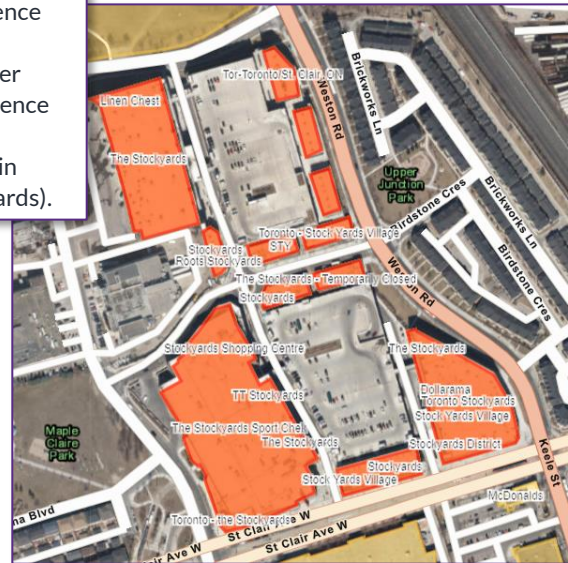 ence
er
ence
in
ards).
Linen Chest
Tor-Toronto/St. Clair, ON
Weston Rd
Brickworks Ln
The Stockyards
Upper
Junction
Park
Birdstone Cres
Brickworks Ln
Toronto - Stock Yards Village
STY
Stockyards
Roots Stockyards
Birdstone Cres
Weston Rd
The Stockyards - Temporarily Closed
Stockyards
Stockyards Shopping Centre
The Stockyards
TT Stockyards
Dollarama
Toronto Stockyards
Stock Yards Village
The Stockyards Sport Chek
The Stockyards
Stockyards District
Maple
Claire
Park
Keele St
Stockyards
Stock Yards Village
McDonalds
na Blvd
Toronto - the Stockyards
St Clair Ave W
St Clair Ave W
lair Ave W